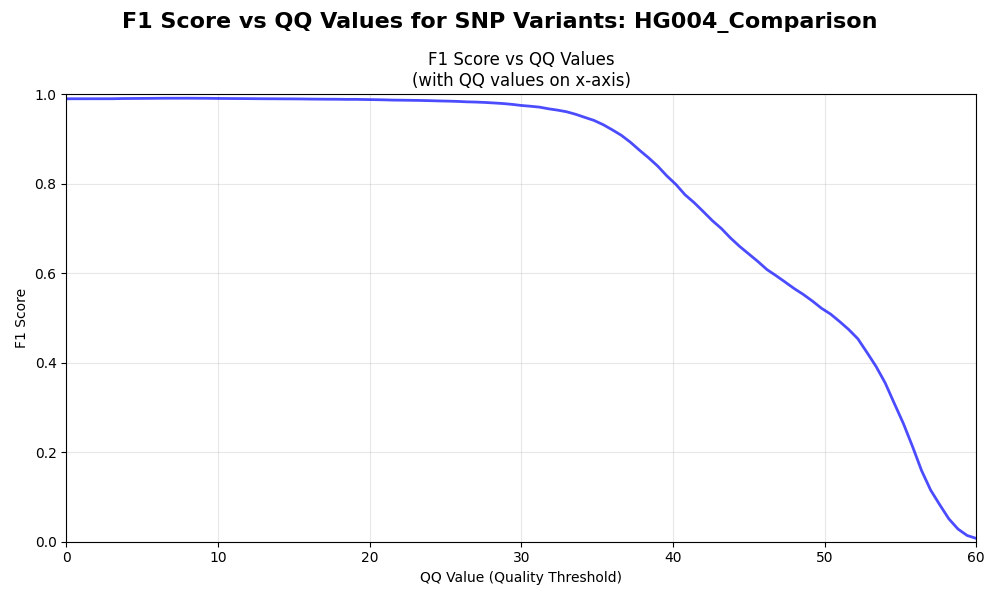 F1 Score vs QQ Values for SNP Variants: HG004_Comparison
F1 Score vs QQ Values
(with QQ values on x-axis)
1.0
0.8
0.6
0.4
0.2
0.0
F1 Score
0 10 20 30 40 50 60
QQ Value (Quality Threshold)